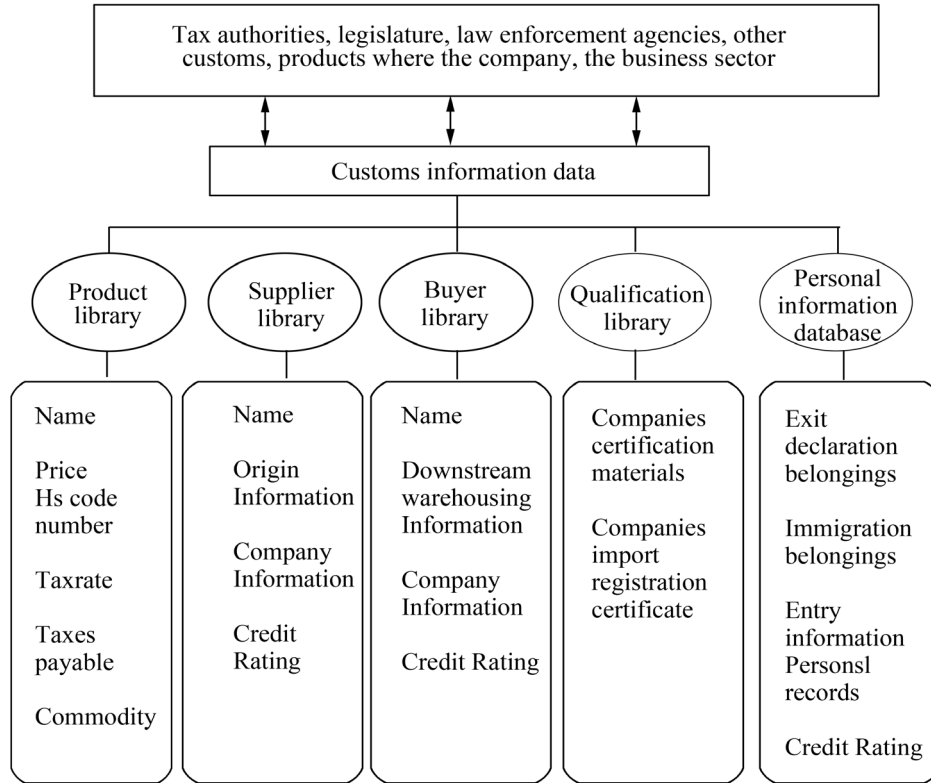 Tax authorities, legislature, law enforcement agencies, other
customs, products where the company, the business sector
Customs information data
Product
library
Supplier
library
Buyer
library
Qualification
library
Personal
information
database
Name
Price
Hs code
number
Taxrate
Taxes
payable
Commodity
Name
Origin
Information
Company
Information
Credit
Rating
Name
Downstream
warehousing
Information
Company
Information
Credit Rating
Companies
certification
materials
Companies
import
registration
certificate
Exit
declaration
belongings
Immigration
belongings
Entry
information
Personsl
records
Credit Rating